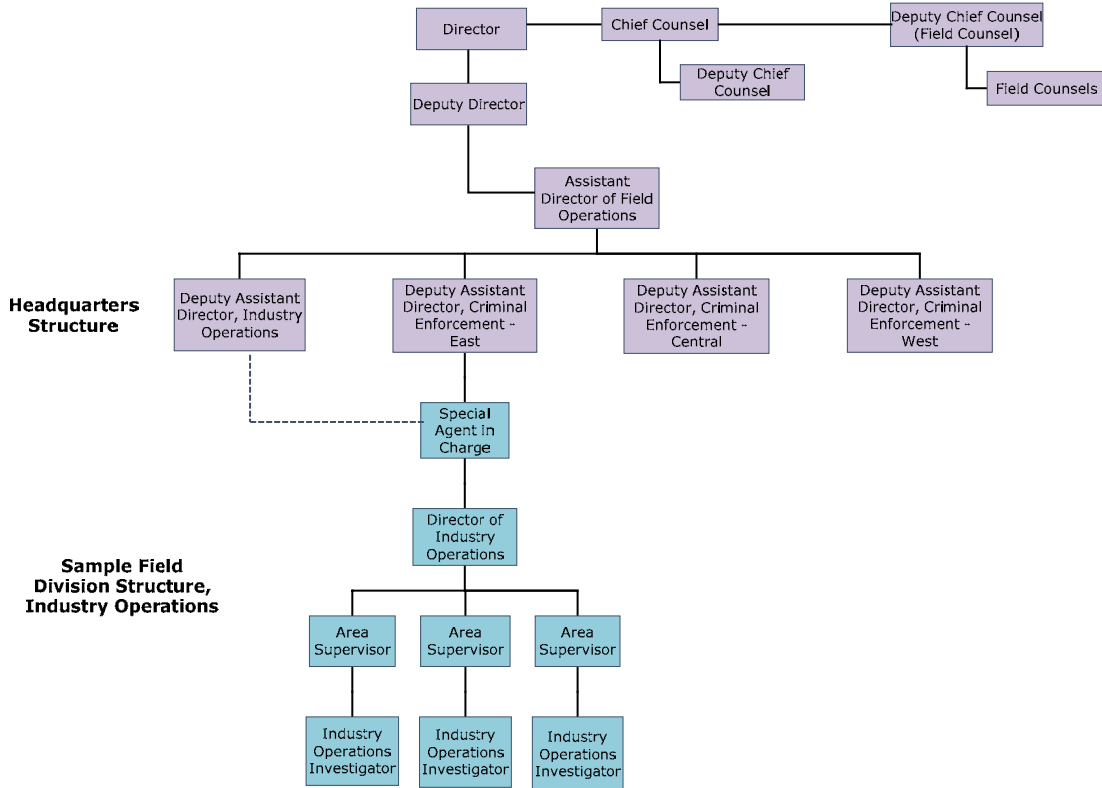 Director
Chief Counsel
Deputy Chief Counsel
(Field Counsel)
Deputy Chief
Counsel
Field Counsels
Deputy Director
Assistant
Director of Field
Operations
Headquarters
Structure
Deputy Assistant
Director, Industry
Operations
Deputy Assistant
Director, Criminal
Enforcement -
East
Deputy Assistant
Director, Criminal
Enforcement -
Central
Deputy Assistant
Director, Criminal
Enforcement -
West
Special
Agent in
Charge
Director of
Industry
Operations
Sample Field
Division Structure,
Industry Operations
Area
Supervisor
Area
Supervisor
Area
Supervisor
Industry
Operations
Investigator
Industry
Operations
Investigator
Industry
Operations
Investigator